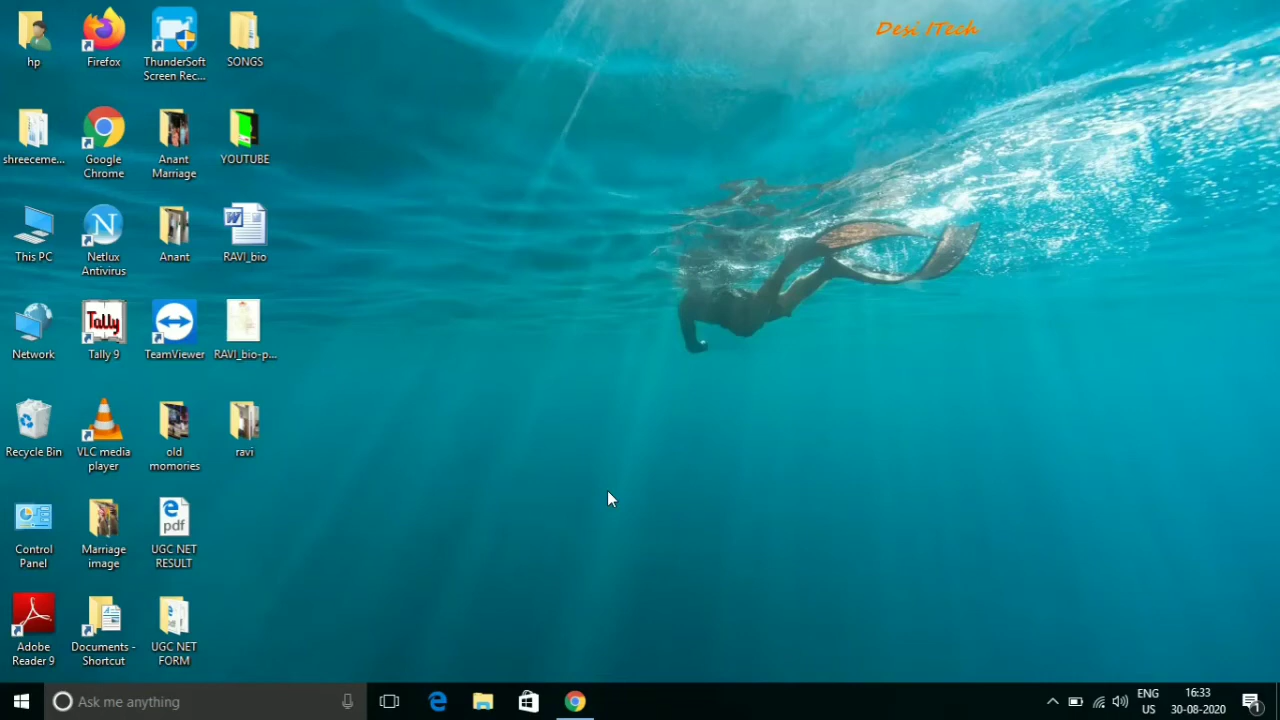 Desi ITech
hp
Firefox
ThunderSoft
Screen Rec...
SONGS
shreeceme...
Google
Chrome
Anant
Marriage
YOUTUBE
This PC
Netlux
Antivirus
Anant
RAVI_bio
Network
Tally
Tally 9
TeamViewer
RAVI_bio-p...
Recycle Bin
VLC media
player
old
momories
ravi
Control
Panel
Marriage
image
pdf
UGC NET
RESULT
Adobe
Reader 9
Documents -
Shortcut
UGC NET
FORM
Ask me anything
ENG
US
16:33
30-08-2020
1